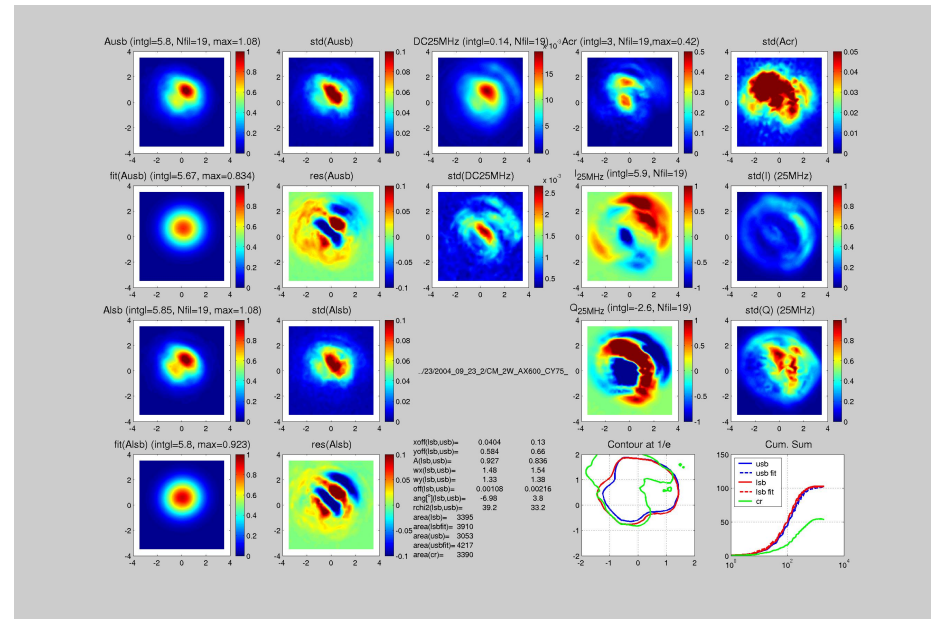 Ausb (intgl=5.8, Nfil=19, max=1.08)
std(Ausb)
DC25MHz (intgl=0.14, Nfil=19)
x 10⁻³
Acr (intgl=3, Nfil=19,max=0.42)
std(Acr)
fit(Ausb) (intgl=5.67, max=0.834)
res(Ausb)
std(DC25MHz)
x 10⁻³
I25MHz (intgl=5.9, Nfil=19)
std(I) (25MHz)
Alsb (intgl=5.85, Nfil=19, max=1.08)
std(Alsb)
../23/2004_09_23_2/CM_2W_AX600_CY75_
Q25MHz (intgl=-2.6, Nfil=19)
std(Q) (25MHz)
fit(Alsb) (intgl=5.8, max=0.923)
res(Alsb)
xoff(lsb,usb)= 0.0404 0.13
yoff(lsb,usb)= 0.584 0.66
A(lsb,usb)= 0.927 0.836
wx(lsb,usb)= 1.48 1.54
wy(lsb,usb)= 1.33 1.38
off(lsb,usb)= 0.00108 0.00216
ang[°](lsb,usb)= -6.98 3.8
rchi2(lsb,usb)= 39.2 33.2
area(lsb)= 3395
area(lsbfit)= 3910
area(usb)= 3053
area(usbfit)= 4217
area(cr)= 3390
Contour at 1/e
Cum. Sum
usb
usb fit
lsb
lsb fit
cr